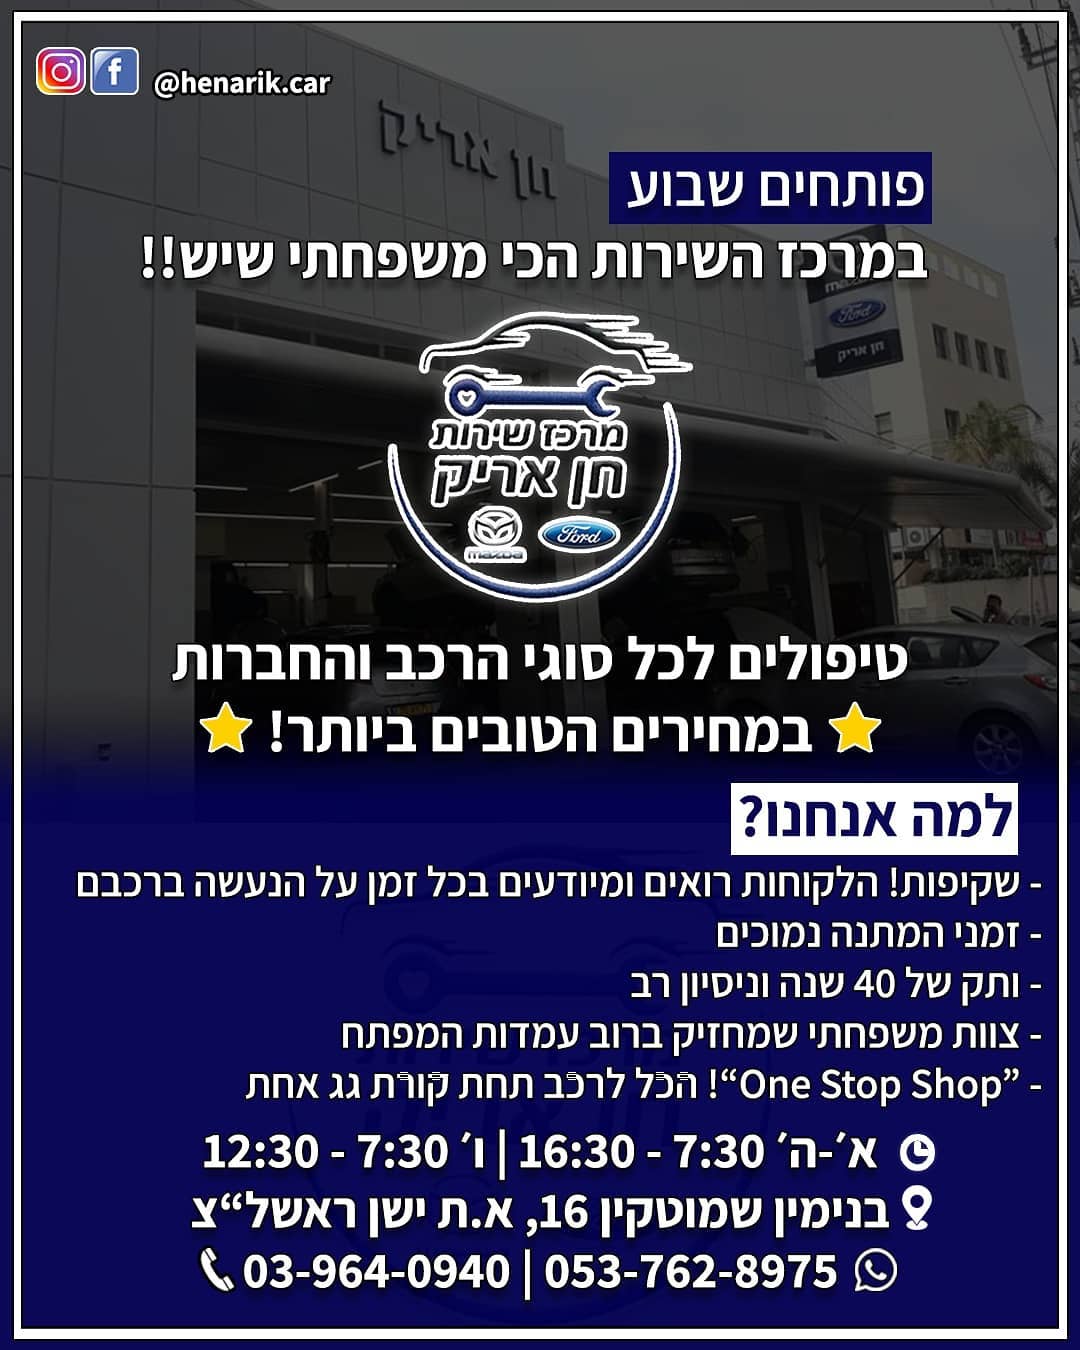 @henarik.car
חן אריק
פותחים שבוע
במרכז השירות הכי משפחתי שיש!!
mazda
Ford
חן אריק
מרכז שירות
חן אריק
mazda
Ford
טיפולים לכל סוגי הרכב והחברות
במחירים הטובים ביותר!
למה אנחנו?
- שקיפות! הלקוחות רואים ומיודעים בכל זמן על הנעשה ברכבם
- זמני המתנה נמוכים
- ותק של 40 שנה וניסיון רב
- צוות משפחתי שמחזיק ברוב עמדות המפתח
- ”One Stop Shop“! הכל לרכב תחת קורת גג אחת
א׳-ה׳ 7:30 - 16:30 | ו׳ 7:30 - 12:30
בנימין שמוטקין 16, א.ת ישן ראשל“צ
03-964-0940 | 053-762-8975